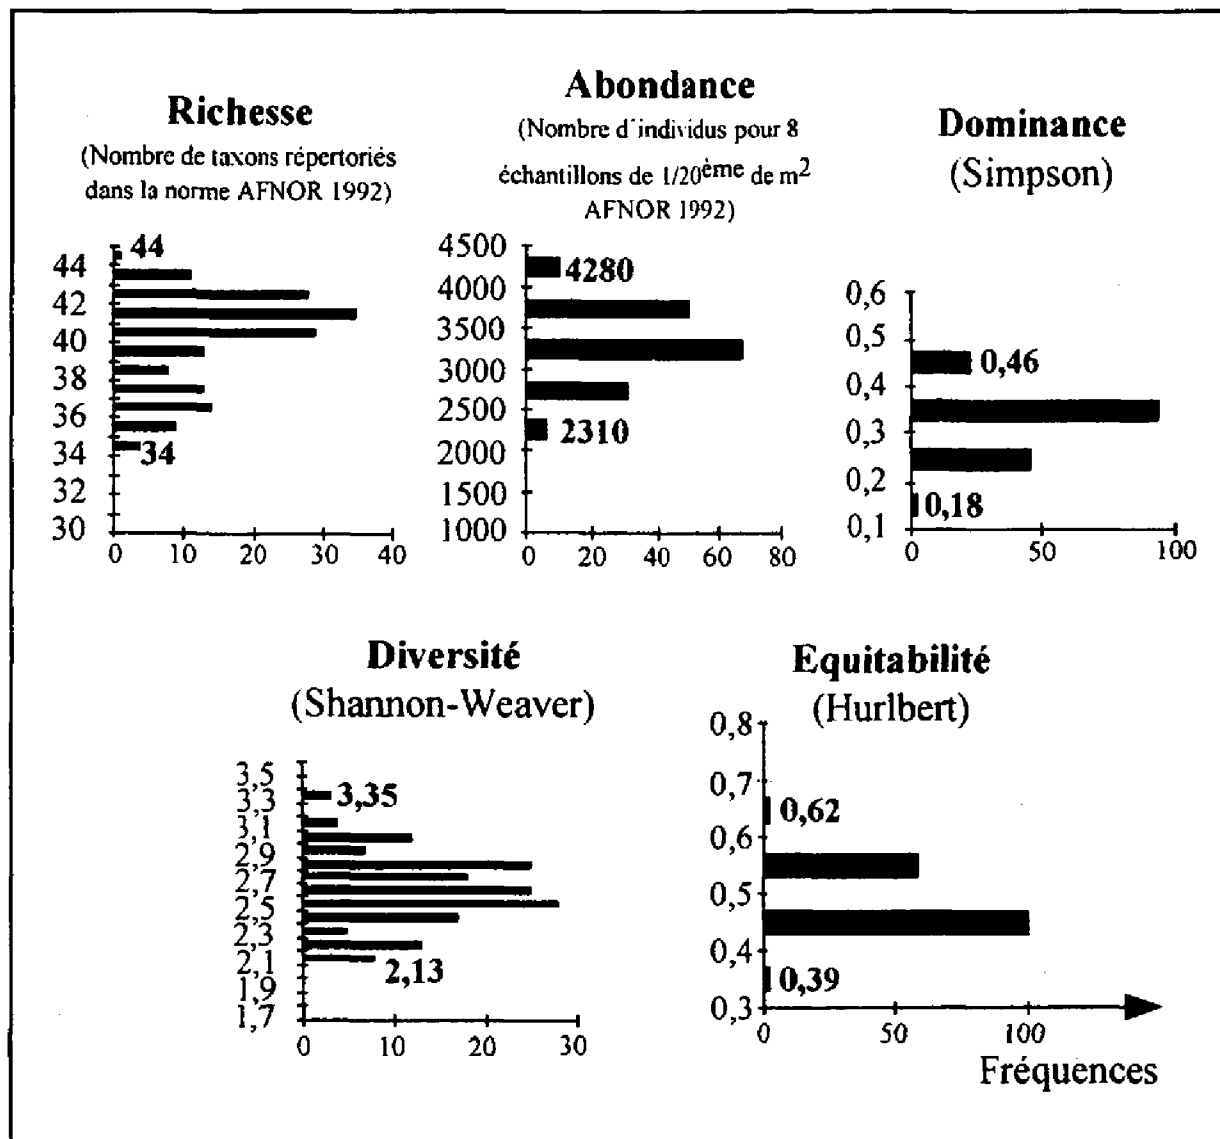 Richesse
(Nombre de taxons répertoriés
dans la norme AFNOR 1992)
44
44
42
40
38
36
34
34
32
30
0 10 20 30 40
Abondance
(Nombre d'individus pour 8
échantillons de 1/20ème de m2
AFNOR 1992)
4500
4280
4000
3500
3000
2500
2310
2000
1500
1000
0 20 40 60 80
Dominance
(Simpson)
0,6
0,5
0,46
0,4
0,3
0,2
0,18
0,1
0 50 100
Diversité
(Shannon-Weaver)
3,5
3,3
3,35
3,1
2,9
2,7
2,5
2,3
2,1
2,13
1,9
1,7
0 10 20 30
Equitabilité
(Hurlbert)
0,8
0,7
0,62
0,6
0,5
0,4
0,39
0,3
0 50 100
Fréquences